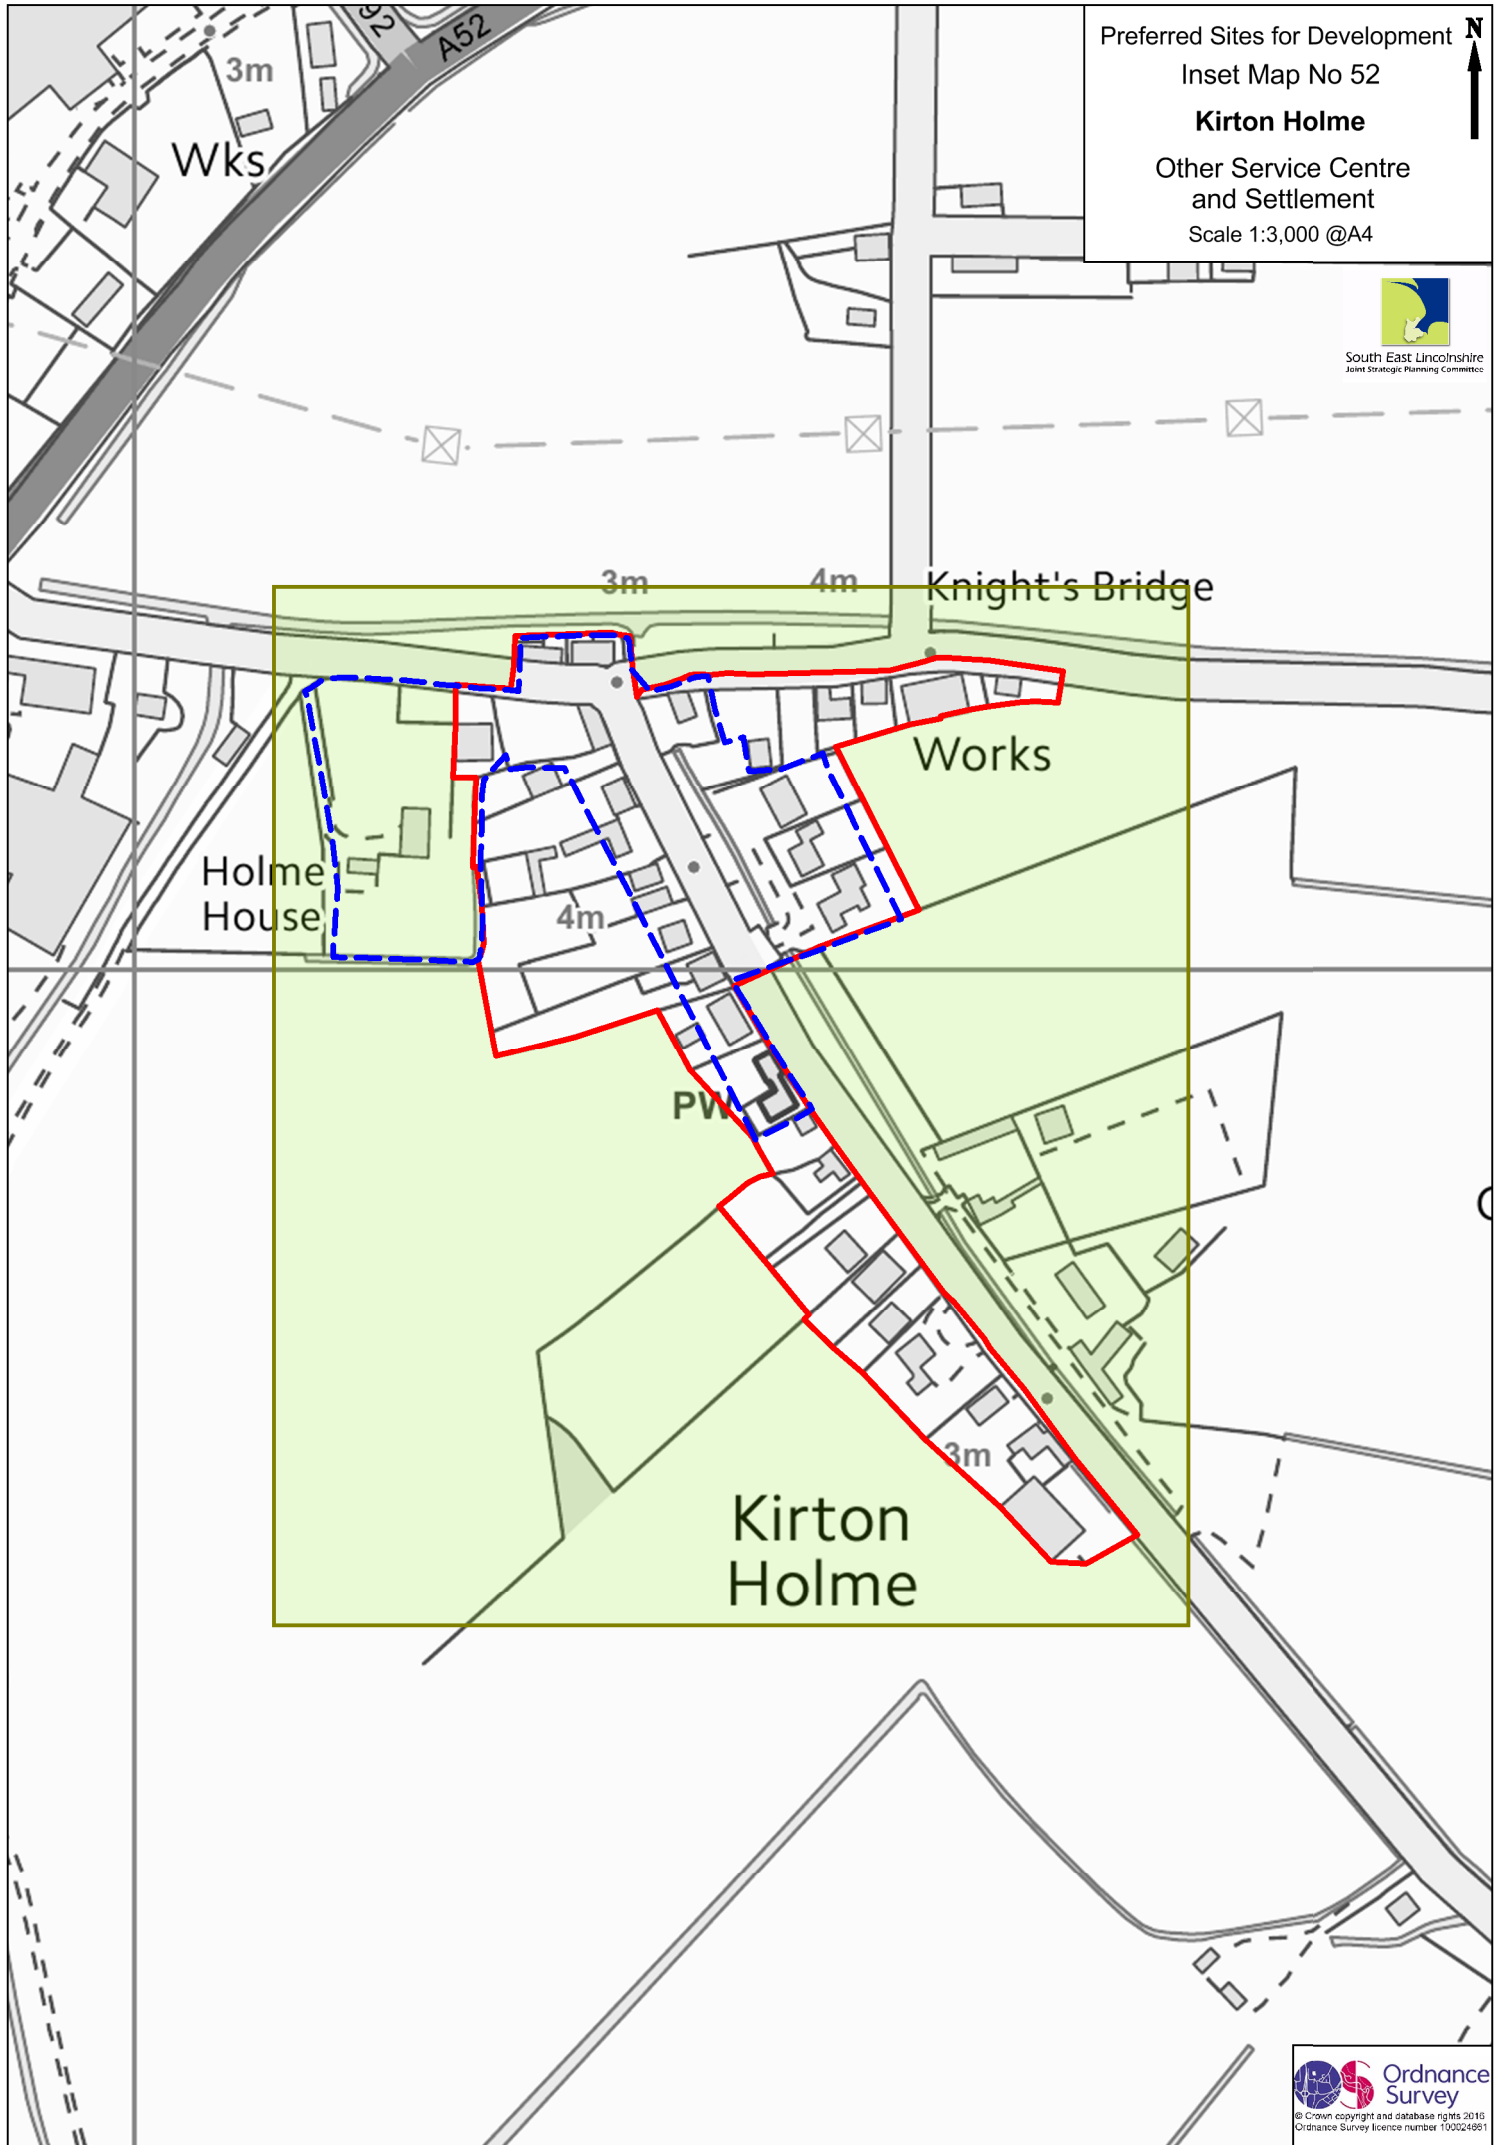 Preferred Sites for Development
Inset Map No 52
Kirton Holme
Other Service Centre
and Settlement
Scale 1:3,000 @A4
N
South East Lincolnshire
Joint Strategic Planning Committee
A52
3m
Wks
3m
4m
Knight's Bridge
Works
Holme
House
4m
PW
3m
Kirton
Holme
Ordnance
Survey
© Crown copyright and database rights 2016
Ordnance Survey licence number 100024661